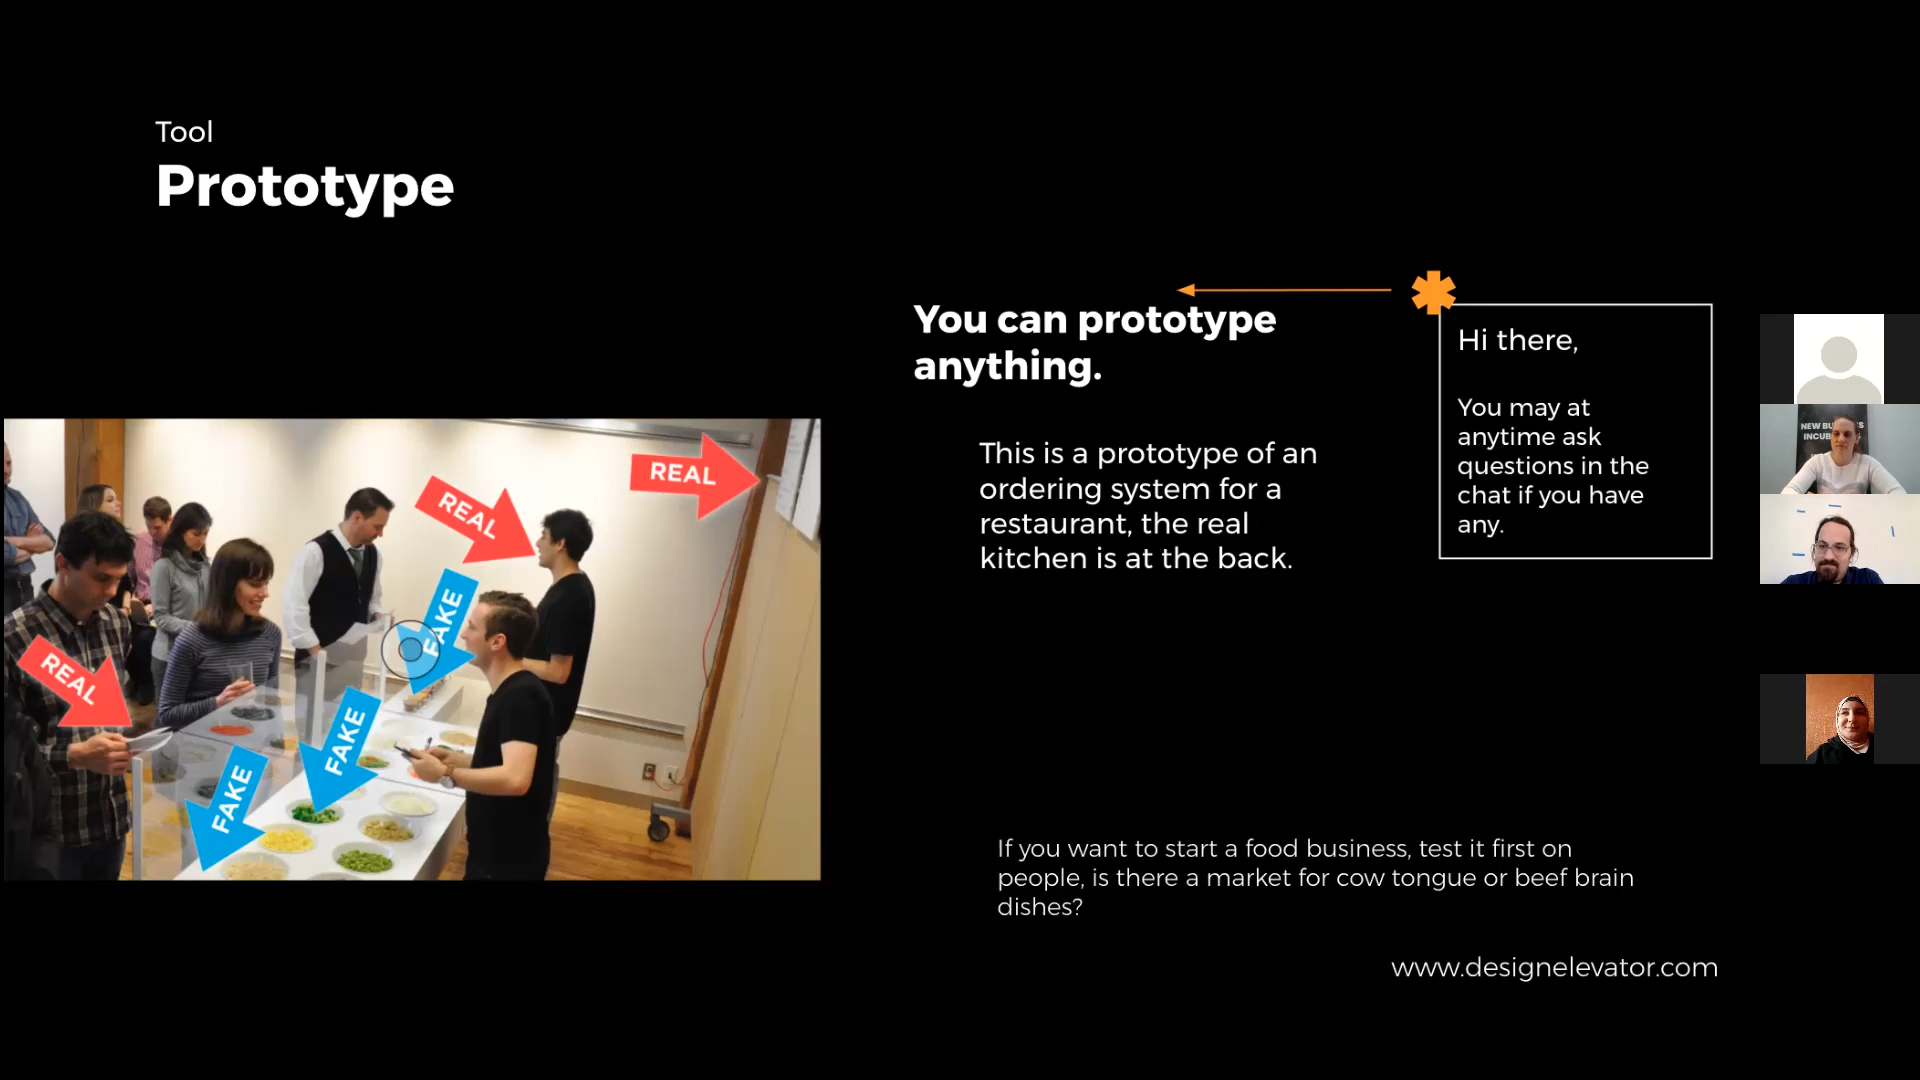 Tool
Prototype
You can prototype
anything.
This is a prototype of an
ordering system for a
restaurant, the real
kitchen is at the back.
Hi there,
You may at
anytime ask
questions in the
chat if you have
any.
REAL
REAL
REAL
FAKE
FAKE
FAKE
If you want to start a food business, test it first on
people, is there a market for cow tongue or beef brain
dishes?
www.designelevator.com
NEW